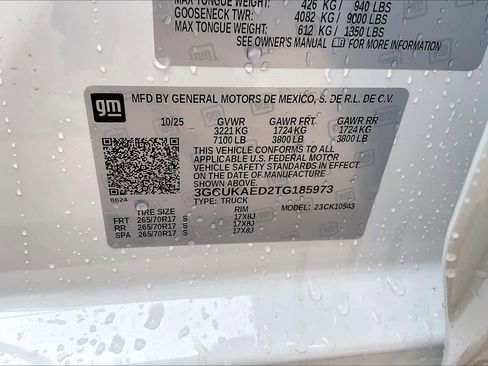 MAX TONGUE WEIGHT: 426 KG / 940 LBS
GOOSENECK TWR: 4082 KG / 9000 LBS
MAX TONGUE WEIGHT: 612 KG / 1350 LBS
SEE OWNER'S MANUAL gm FOR MORE INFORMATION
gm
MFD BY GENERAL MOTORS DE MEXICO, S. DE R.L. DE C.V.
10/25 GVWR GAWR FRT GAWR RR
3221 KG 1724 KG 1724 KG
7100 LB 3800 LB 3800 LB
THIS VEHICLE CONFORMS TO ALL
APPLICABLE U.S. FEDERAL MOTOR
VEHICLE SAFETY STANDARDS IN
EFFECT ON THE DATE OF
MANUFACTURE SHOWN ABOVE.
3GCUKAED2TG185973
8624
TYPE: TRUCK MODEL: 23CK10543
TIRE SIZE RIM
FRT 265/70R17 S 17X8J
RR 265/70R17 S 17X8J
SPA 265/70R17 S 17X8J